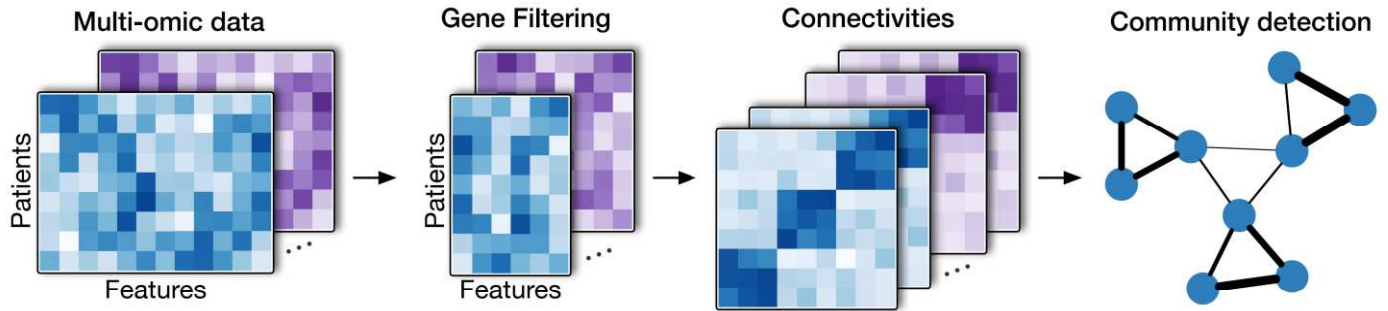 Multi-omic data
Gene Filtering
Connectivities
Community detection
Patients
Patients
Features
Features